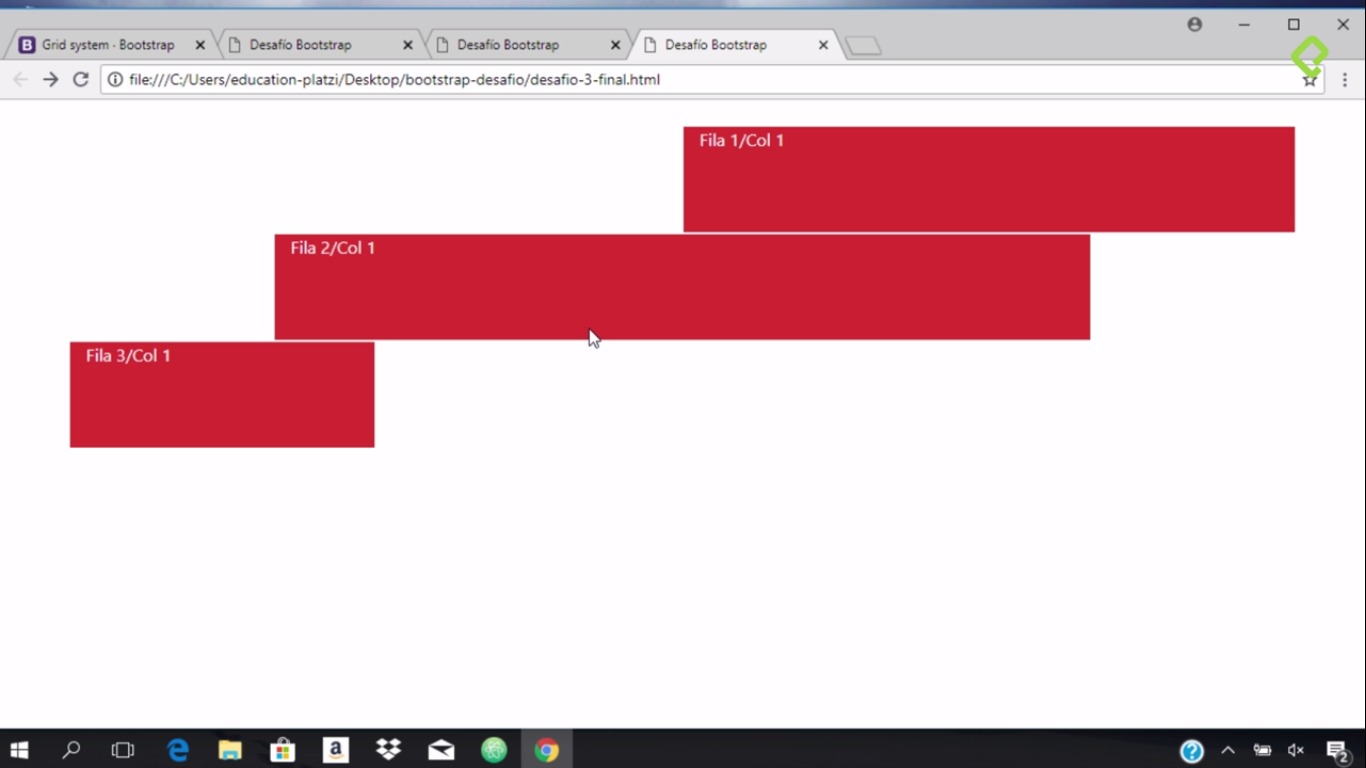 Grid system · Bootstrap
Desafío Bootstrap
Desafío Bootstrap
Desafío Bootstrap
file:///C:/Users/education-platzi/Desktop/bootstrap-desafio/desafio-3-final.html
Fila 1/Col 1
Fila 2/Col 1
Fila 3/Col 1
2